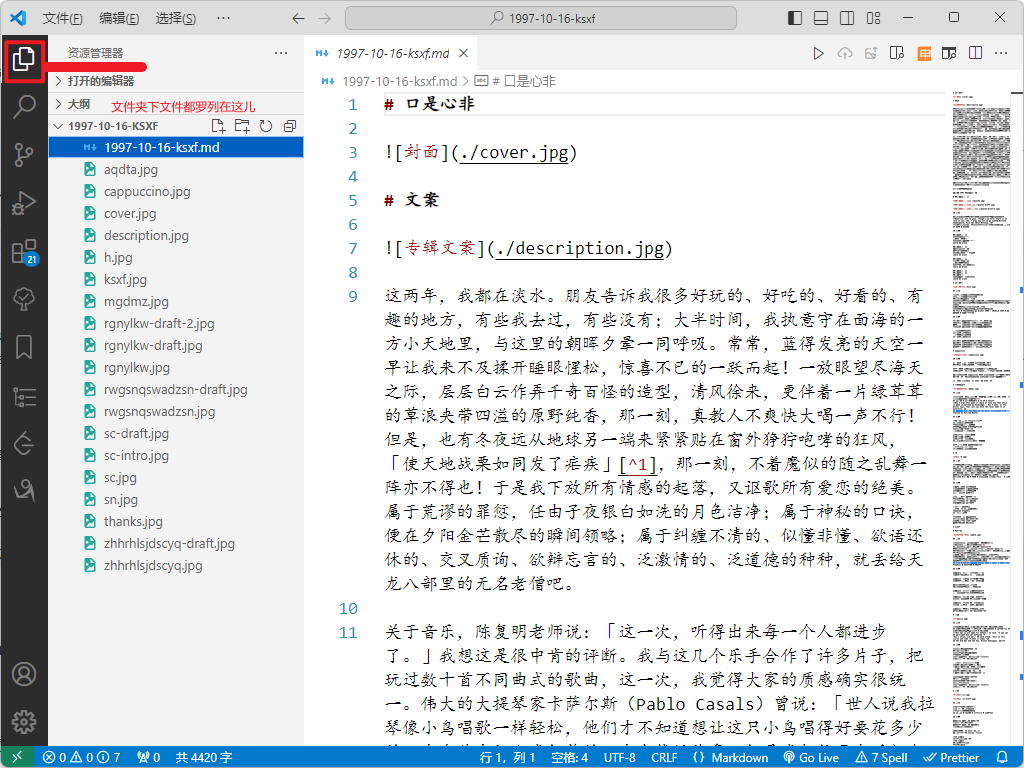 文件(F) 编辑(E) 选择(S) ··· 1997-10-16-ksxf
资源管理器 ···
打开的编辑器
大纲 文件夹下文件都罗列在这儿
1997-10-16-KSXF
1997-10-16-ksxf.md
aqdta.jpg
cappuccino.jpg
cover.jpg
description.jpg
h.jpg
ksxf.jpg
mgdmz.jpg
rgnylkw-draft-2.jpg
rgnylkw-draft.jpg
rgnylkw.jpg
rwgsnqswadzsn-draft.jpg
rwgsnqswadzsn.jpg
sc-draft.jpg
sc-intro.jpg
sc.jpg
sn.jpg
thanks.jpg
zhhrhlsjdscyq-draft.jpg
zhhrhlsjdscyq.jpg
21
1997-10-16-ksxf.md
1997-10-16-ksxf.md > # 口是心非
1 # 口是心非
2
3 ![封面](./cover.jpg)
4
5 # 文案
6
7 ![专辑文案](./description.jpg)
8
9 这两年，我都在淡水。朋友告诉我很多好玩的、好吃的、好看的、有
趣的地方，有些我去过，有些没有；大半时间，我执意守在面海的一
方小天地里，与这里的朝晖夕霏一同呼吸。常常，蓝得发亮的天空一
早让我来不及揉开睡眼惺松，惊喜不已的一跃而起！一放眼望尽海天
之际，层层白云作弄千奇百怪的造型，清风徐来，更伴着一片绿茸茸
的草浪夹带四溢的原野纯香，那一刻，真教人不爽快大喝一声不行！
但是，也有冬夜远从地球另一端来紧紧贴在窗外狰狞咆哮的狂风，
「使天地战栗如同发了疟疾」[^1]，那一刻，不着魔似的随之乱舞一
阵亦不得也！于是我下放所有情感的起落，又讴歌所有爱恋的绝美。
属于荒谬的罪愆，任由子夜银白如洗的月色洁净；属于神秘的口诀，
便在夕阳金芒散尽的瞬间领略；属于纠缠不清的、似懂非懂、欲语还
休的、交叉质询、欲辩忘言的、泛激情的、泛道德的种种，就丢给天
龙八部里的无名老僧吧。
10
11 关于音乐，陈复明老师说：「这一次，听得出来每一个人都进步
了。」我想这是很中肯的评断。我与这几个乐手合作了许多片子，把
玩过数十首不同曲式的歌曲，这一次，我觉得大家的质感确实很统
一。伟大的大提琴家卡萨尔斯（Pablo Casals）曾说：「世人说我拉
琴像小鸟唱歌一样轻松，他们才不知道想让这只小鸟唱得好要花多少
0 0 7 0 共 4420 字 行 1，列 1 空格: 4 UTF-8 CRLF {} Markdown Go Live 7 Spell Prettier